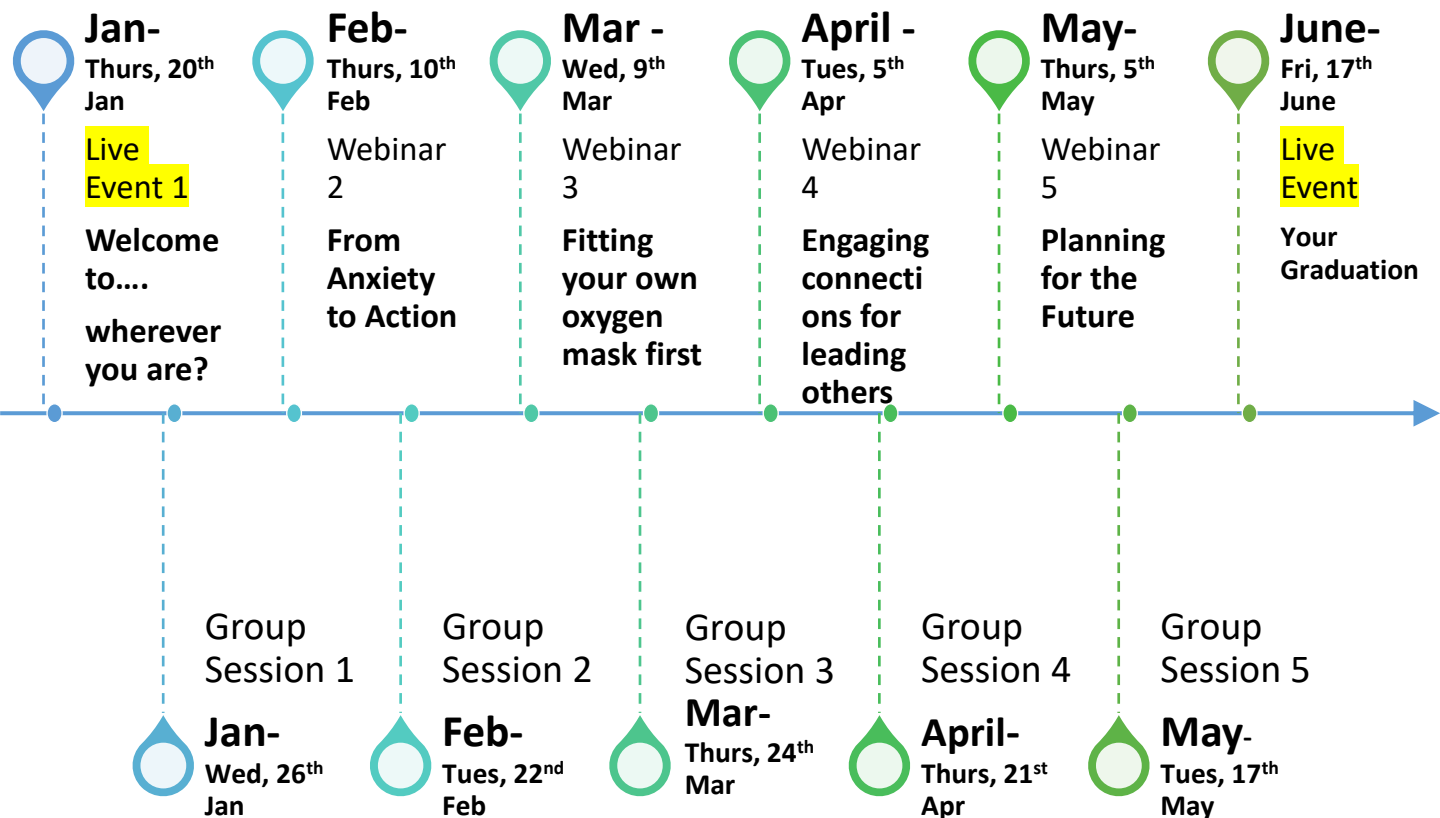 Jan-
Thurs, 20th
Jan
Live
Event 1
Welcome
to....
wherever
you are?
Feb-
Thurs, 10th
Feb
Webinar
2
From
Anxiety
to Action
Mar -
Wed, 9th
Mar
Webinar
3
Fitting
your own
oxygen
mask first
April -
Tues, 5th
Apr
Webinar
4
Engaging
connecti
ons for
leading
others
May-
Thurs, 5th
May
Webinar
5
Planning
for the
Future
June-
Fri, 17th
June
Live
Event
Your
Graduation
Group
Session 1
Jan-
Wed, 26th
Jan
Group
Session 2
Feb-
Tues, 22nd
Feb
Group
Session 3
Mar-
Thurs, 24th
Mar
Group
Session 4
April-
Thurs, 21st
Apr
Group
Session 5
May-
Tues, 17th
May